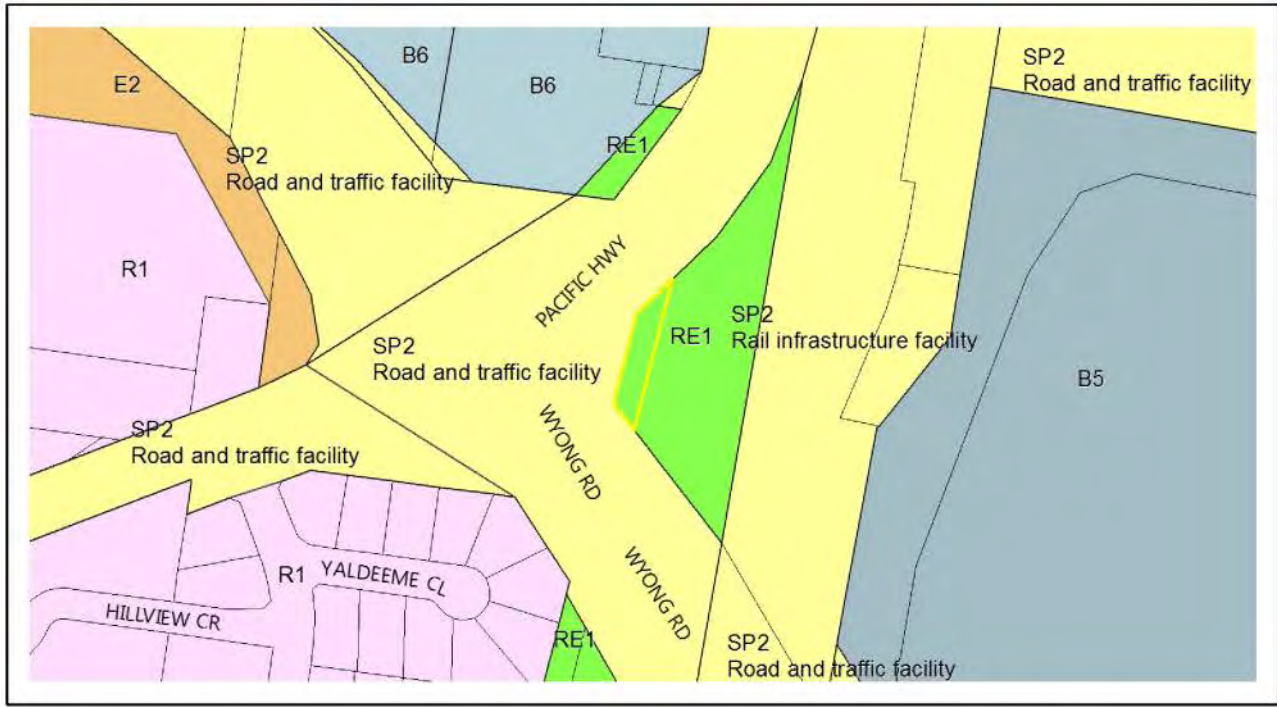 B6
B6
SP2
Road and traffic facility
E2
RE1
SP2
Road and traffic facility
PACIFIC HWY
R1
SP2
Rail infrastructure facility
RE1
SP2
Road and traffic facility
B5
WYONG RD
SP2
Road and traffic facility
WYONG RD
R1
YALDEEME CL
HILLVIEW CR
RE1
SP2
Road and traffic facility